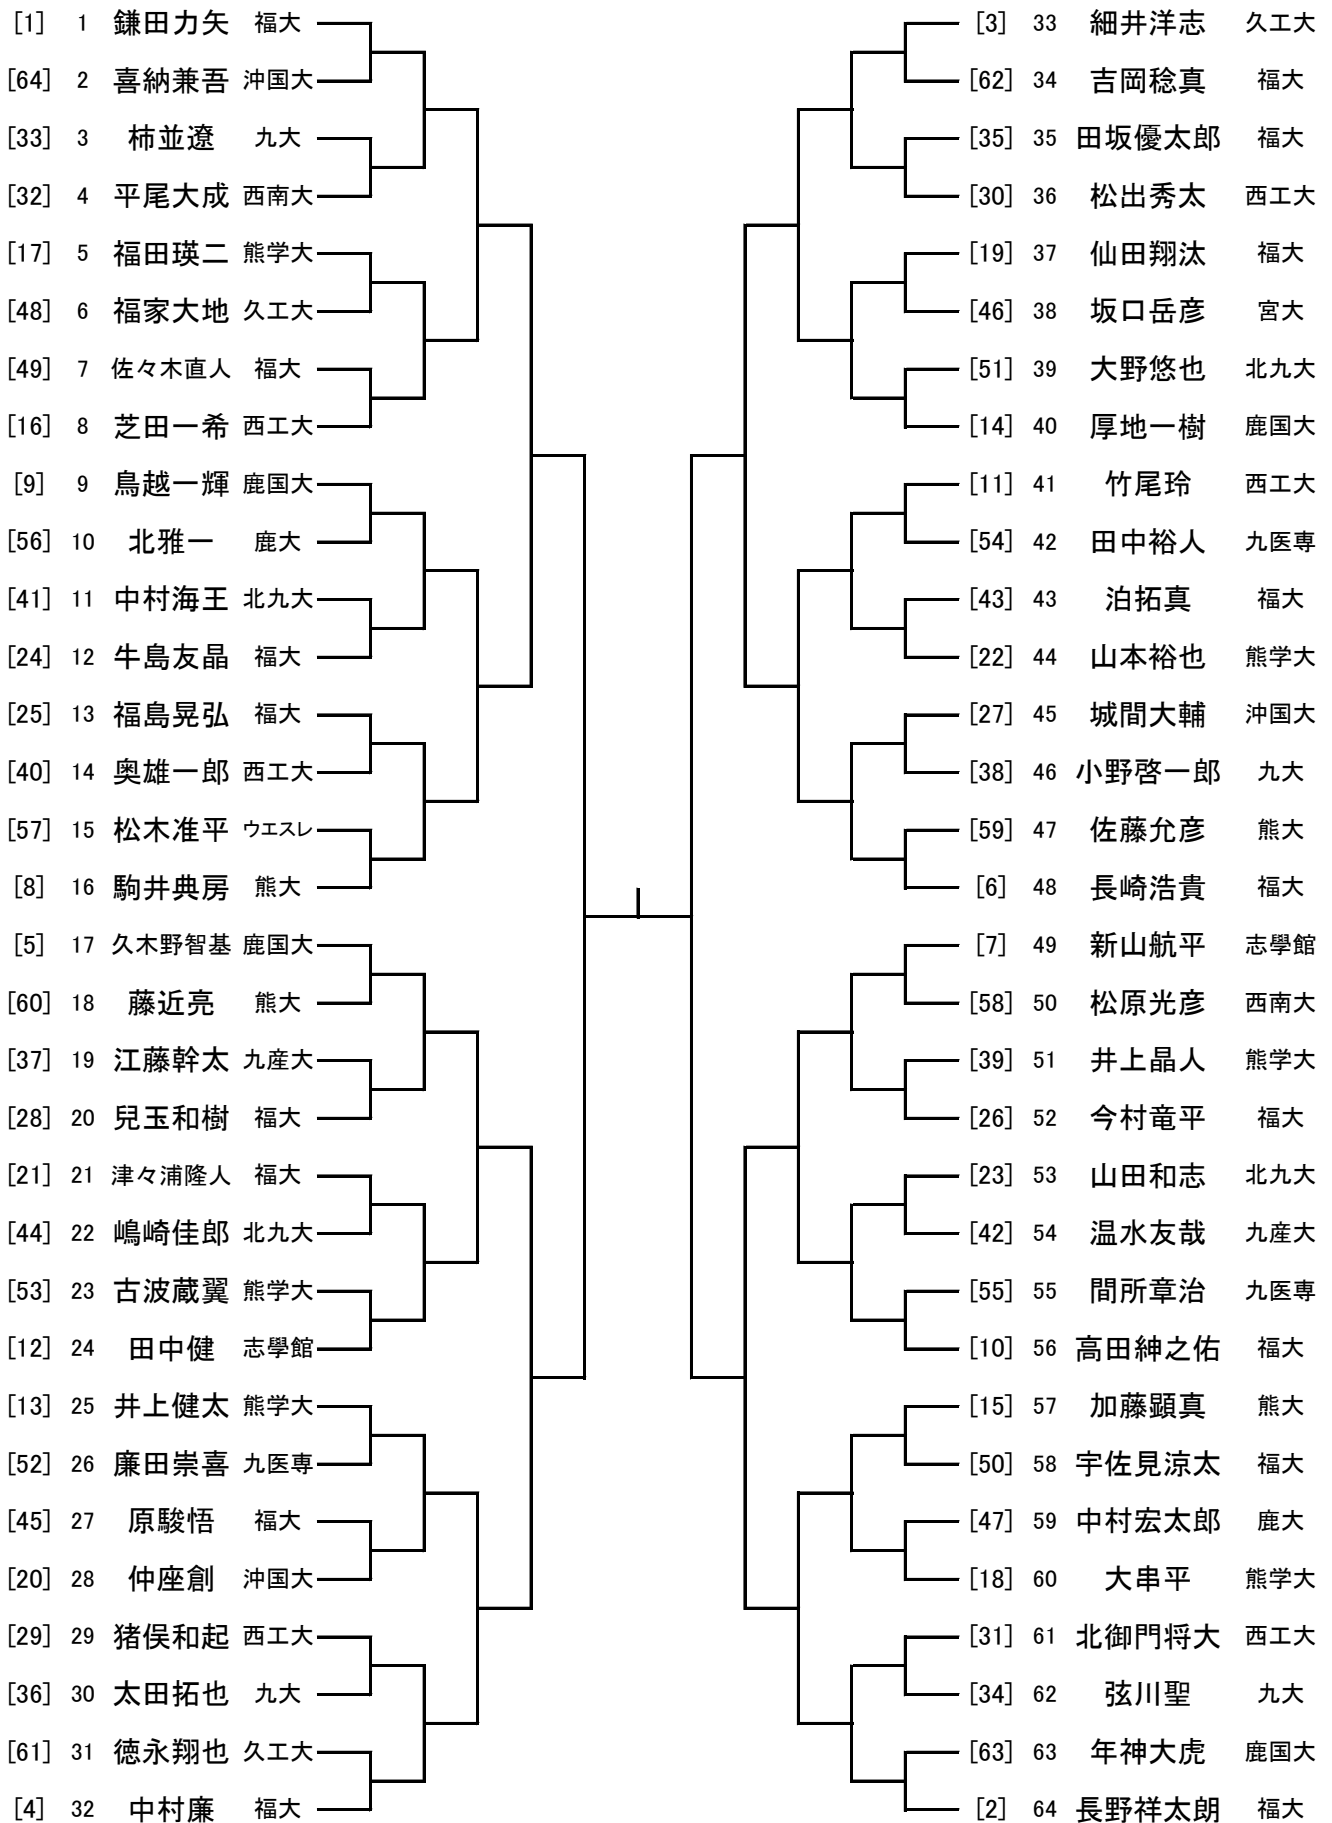 [1] 1 鎌田力矢 福大
[64] 2 喜納兼吾 沖国大
[33] 3 柿並遼 九大
[32] 4 平尾大成 西南大
[17] 5 福田瑛二 熊学大
[48] 6 福家大地 久工大
[49] 7 佐々木直人 福大
[16] 8 芝田一希 西工大
[9] 9 鳥越一輝 鹿国大
[56] 10 北雅一 鹿大
[41] 11 中村海王 北九大
[24] 12 牛島友晶 福大
[25] 13 福島晃弘 福大
[40] 14 奥雄一郎 西工大
[57] 15 松木准平 ウエスレ
[8] 16 駒井典房 熊大
[5] 17 久木野智基 鹿国大
[60] 18 藤近亮 熊大
[37] 19 江藤幹太 九産大
[28] 20 兒玉和樹 福大
[21] 21 津々浦隆人 福大
[44] 22 嶋崎佳郎 北九大
[53] 23 古波蔵翼 熊学大
[12] 24 田中健 志學館
[13] 25 井上健太 熊学大
[52] 26 廉田崇喜 九医専
[45] 27 原駿悟 福大
[20] 28 仲座創 沖国大
[29] 29 猪俣和起 西工大
[36] 30 太田拓也 九大
[61] 31 徳永翔也 久工大
[4] 32 中村廉 福大
[3] 33 細井洋志 久工大
[62] 34 吉岡稔真 福大
[35] 35 田坂優太郎 福大
[30] 36 松出秀太 西工大
[19] 37 仙田翔汰 福大
[46] 38 坂口岳彦 宮大
[51] 39 大野悠也 北九大
[14] 40 厚地一樹 鹿国大
[11] 41 竹尾玲 西工大
[54] 42 田中裕人 九医専
[43] 43 泊拓真 福大
[22] 44 山本裕也 熊学大
[27] 45 城間大輔 沖国大
[38] 46 小野啓一郎 九大
[59] 47 佐藤允彦 熊大
[6] 48 長崎浩貴 福大
[7] 49 新山航平 志學館
[58] 50 松原光彦 西南大
[39] 51 井上晶人 熊学大
[26] 52 今村竜平 福大
[23] 53 山田和志 北九大
[42] 54 温水友哉 九産大
[55] 55 間所章治 九医専
[10] 56 高田紳之佑 福大
[15] 57 加藤顕真 熊大
[50] 58 宇佐見涼太 福大
[47] 59 中村宏太郎 鹿大
[18] 60 大串平 熊学大
[31] 61 北御門将大 西工大
[34] 62 弦川聖 九大
[63] 63 年神大虎 鹿国大
[2] 64 長野祥太朗 福大